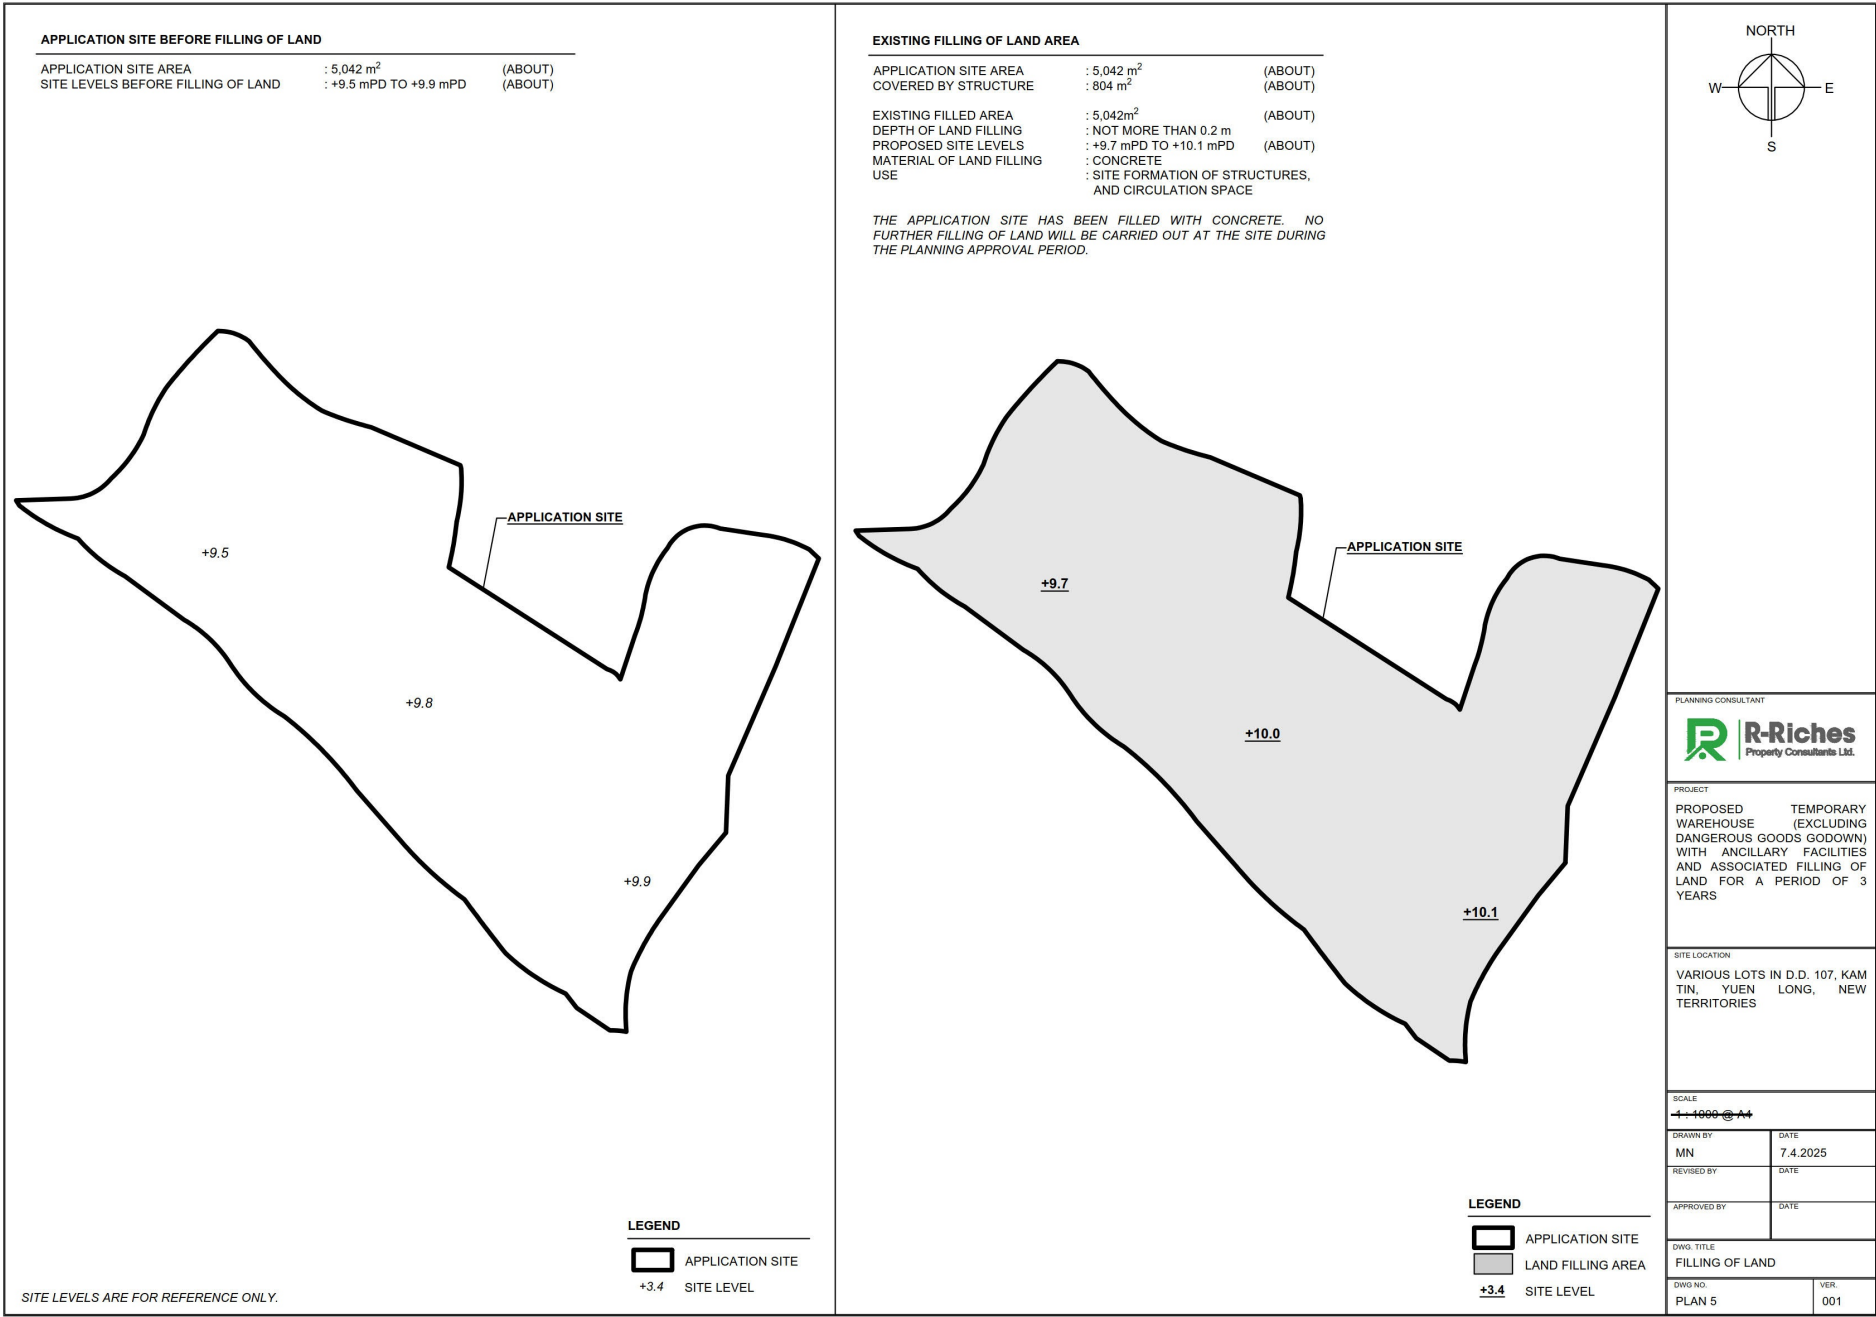 APPLICATION SITE BEFORE FILLING OF LAND
APPLICATION SITE AREA : 5,042 m² (ABOUT)
SITE LEVELS BEFORE FILLING OF LAND : +9.5 mPD TO +9.9 mPD (ABOUT)
APPLICATION SITE
+9.5
+9.8
+9.9
LEGEND
APPLICATION SITE
+3.4 SITE LEVEL
SITE LEVELS ARE FOR REFERENCE ONLY.
EXISTING FILLING OF LAND AREA
APPLICATION SITE AREA : 5,042 m² (ABOUT)
COVERED BY STRUCTURE : 804 m² (ABOUT)
EXISTING FILLED AREA : 5,042m² (ABOUT)
DEPTH OF LAND FILLING : NOT MORE THAN 0.2 m
PROPOSED SITE LEVELS : +9.7 mPD TO +10.1 mPD (ABOUT)
MATERIAL OF LAND FILLING : CONCRETE
USE : SITE FORMATION OF STRUCTURES,
AND CIRCULATION SPACE
THE APPLICATION SITE HAS BEEN FILLED WITH CONCRETE. NO
FURTHER FILLING OF LAND WILL BE CARRIED OUT AT THE SITE DURING
THE PLANNING APPROVAL PERIOD.
APPLICATION SITE
+9.7
+10.0
+10.1
LEGEND
APPLICATION SITE
LAND FILLING AREA
+3.4 SITE LEVEL
NORTH
W E
S
PLANNING CONSULTANT
R-Riches
Property Consultants Ltd.
PROJECT
PROPOSED TEMPORARY
WAREHOUSE (EXCLUDING
DANGEROUS GOODS GODOWN)
WITH ANCILLARY FACILITIES
AND ASSOCIATED FILLING OF
LAND FOR A PERIOD OF 3
YEARS
SITE LOCATION
VARIOUS LOTS IN D.D. 107, KAM
TIN, YUEN LONG, NEW
TERRITORIES
SCALE
1 : 1000 @ A4
DRAWN BY DATE
MN 7.4.2025
REVISED BY DATE
APPROVED BY DATE
DWG. TITLE
FILLING OF LAND
DWG NO. VER.
PLAN 5 001